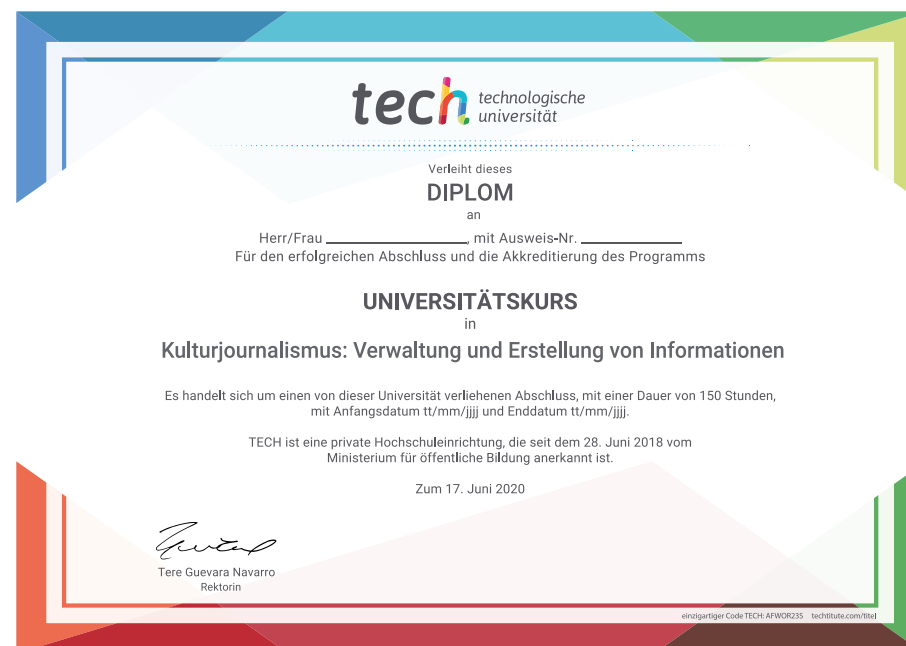 tech technologische
universität
Verleiht dieses
DIPLOM
an
Herr/Frau ____________________, mit Ausweis-Nr. ______________
Für den erfolgreichen Abschluss und die Akkreditierung des Programms
UNIVERSITÄTSKURS
in
Kulturjournalismus: Verwaltung und Erstellung von Informationen
Es handelt sich um einen von dieser Universität verliehenen Abschluss, mit einer Dauer von 150 Stunden,
mit Anfangsdatum tt/mm/jjjj und Enddatum tt/mm/jjjj.
TECH ist eine private Hochschuleinrichtung, die seit dem 28. Juni 2018 vom
Ministerium für öffentliche Bildung anerkannt ist.
Zum 17. Juni 2020
Tere Guevara Navarro
Rektorin
einzigartiger Code TECH: AFWOR235 techtitute.com/titel